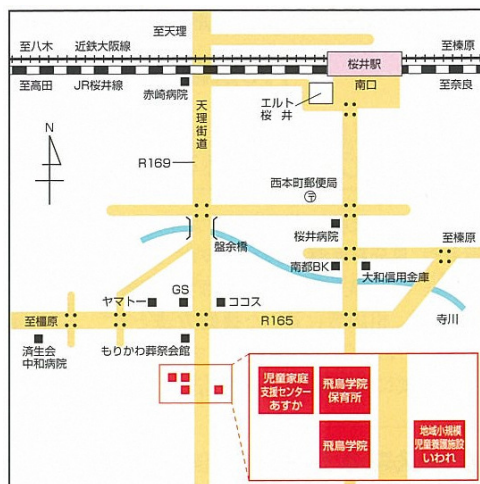 至天理
至八木
近鉄大阪線
桜井駅
至榛原
至高田
JR桜井線
南口
至奈良
赤崎病院
エルト
桜井
天理街道
N
R169
西本町郵便局
〒
桜井病院
至榛原
盤余橋
南都BK
大和信用金庫
GS
ヤマトー
ココス
至橿原
R165
寺川
済生会
中和病院
もりかわ葬祭会館
児童家庭
支援センター
あすか
飛鳥学院
保育所
飛鳥学院
地域小規模
児童養護施設
いわれ